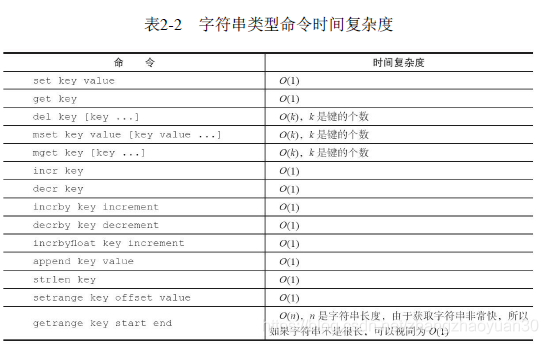 表2-2 字符串类型命令时间复杂度
命 令 时间复杂度
set key value O(1)
get key O(1)
del key [key ...] O(k)，k 是键的个数
mset key value [key value ...] O(k)，k 是键的个数
mget key [key ...] O(k)，k 是键的个数
incr key O(1)
decr key O(1)
incrby key increment O(1)
decrby key decrement O(1)
incrbyfloat key increment O(1)
append key value O(1)
strlen key O(1)
setrange key offset value O(1)
getrange key start end O(n)，n 是字符串长度，由于获取字符串非常快，所以
如果字符串不是很长，可以视同为 O(1)